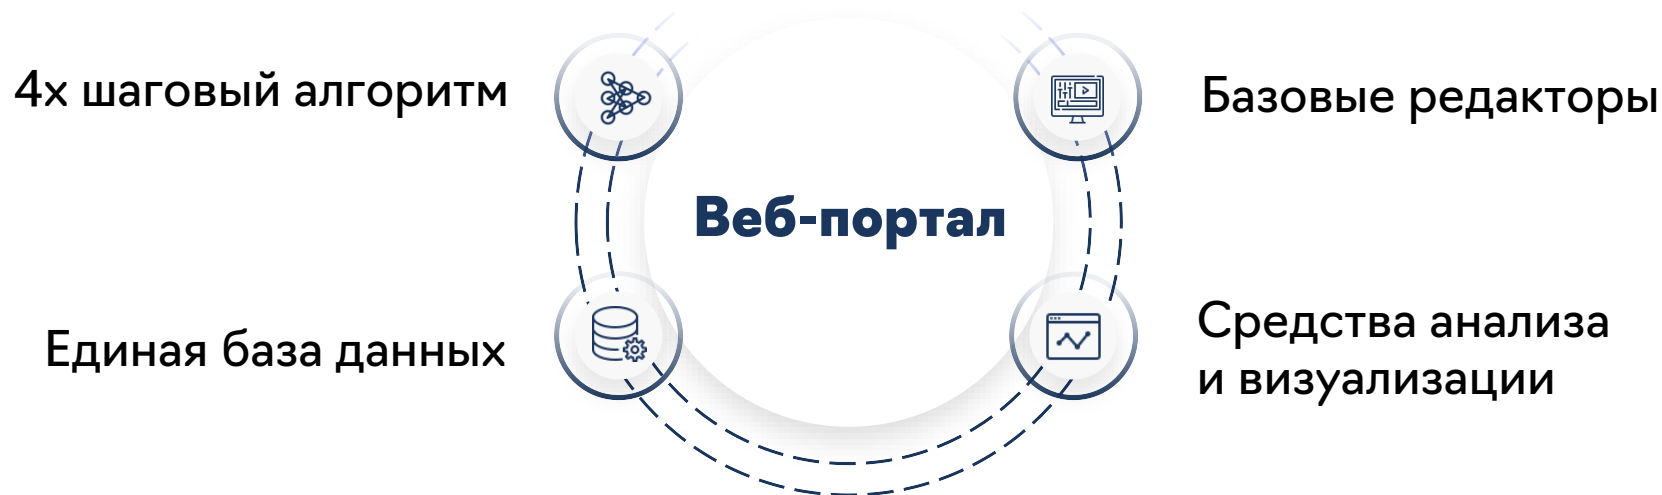 4х шаговый алгоритм
Базовые редакторы
Веб-портал
Единая база данных
Средства анализа
и визуализации